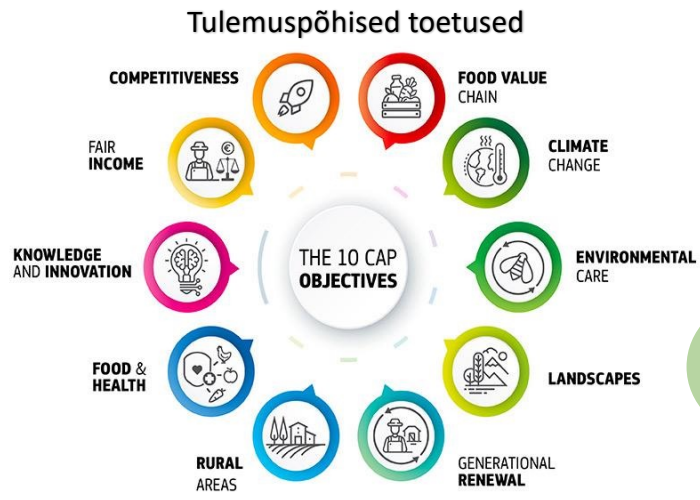 Tulemuspõhised toetused
COMPETITIVENESS
FOOD VALUE
CHAIN
FAIR
INCOME
CLIMATE
CHANGE
KNOWLEDGE
AND INNOVATION
THE 10 CAP
OBJECTIVES
ENVIRONMENTAL
CARE
FOOD &
HEALTH
LANDSCAPES
RURAL
AREAS
GENERATIONAL
RENEWAL
€